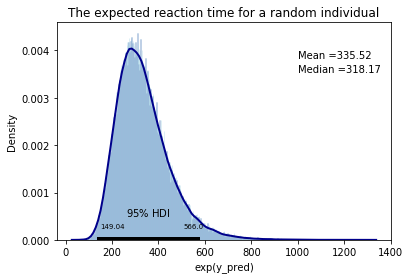 The expected reaction time for a random individual
0.004
0.003
0.002
0.001
0.000
Density
Mean =335.52
Median =318.17
95% HDI
149.04
566.0
0
200
400
600
800
1000
1200
1400
exp(y_pred)